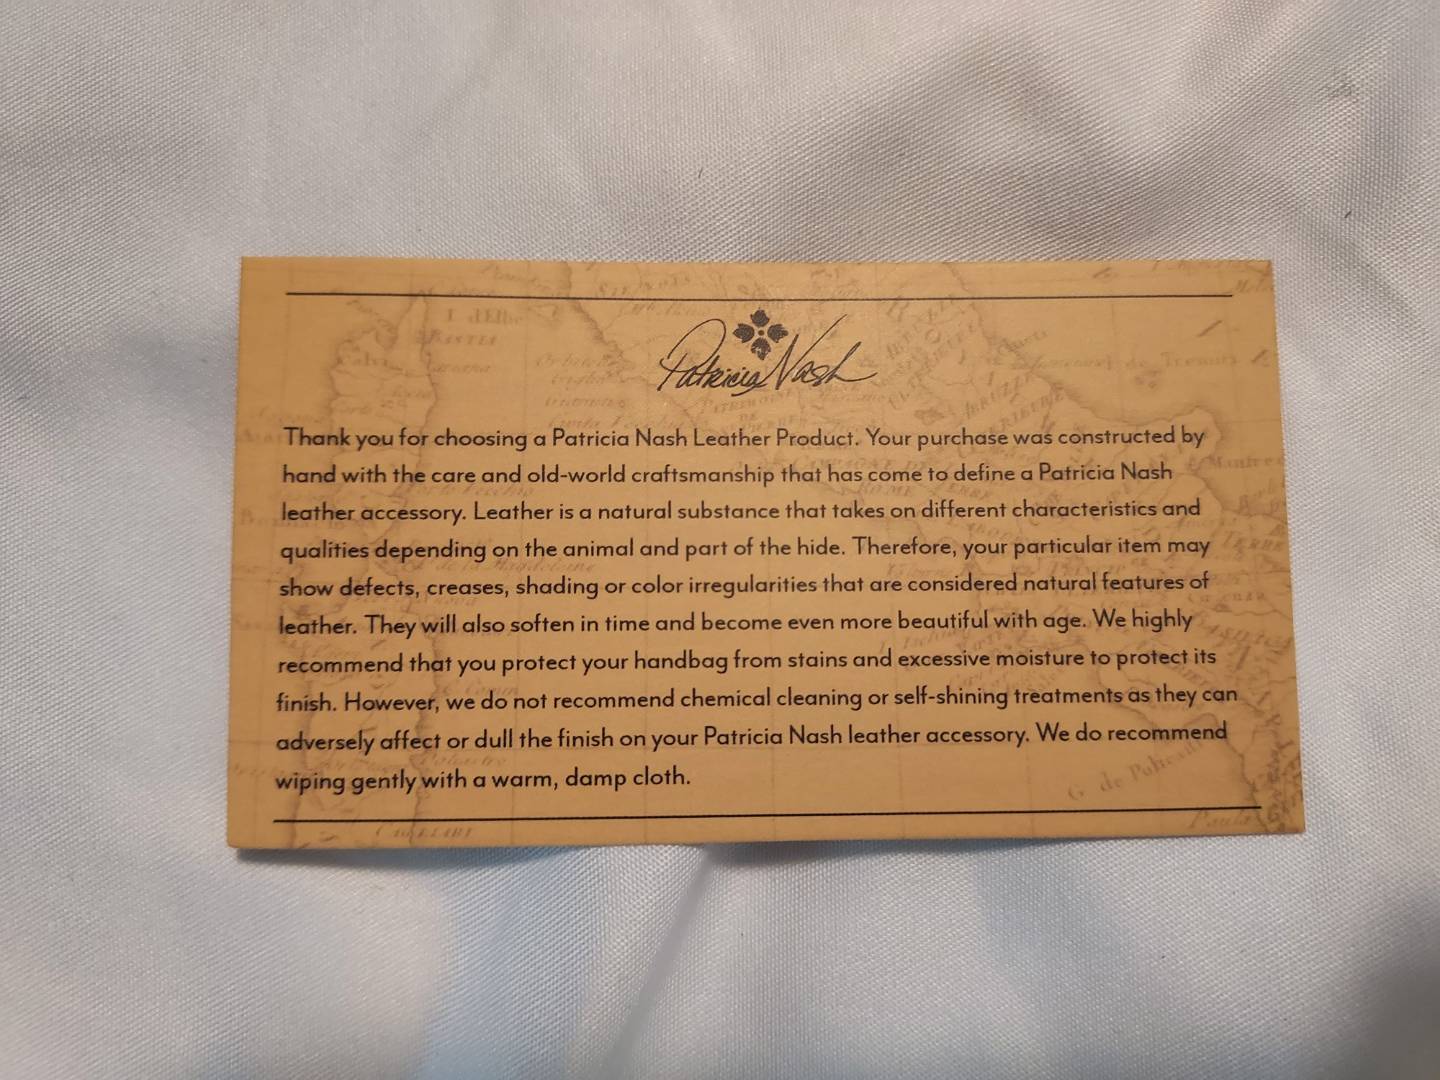 Patricia Nash
Thank you for choosing a Patricia Nash Leather Product. Your purchase was constructed by
hand with the care and old-world craftsmanship that has come to define a Patricia Nash
leather accessory. Leather is a natural substance that takes on different characteristics and
qualities depending on the animal and part of the hide. Therefore, your particular item may
show defects, creases, shading or color irregularities that are considered natural features of
leather. They will also soften in time and become even more beautiful with age. We highly
recommend that you protect your handbag from stains and excessive moisture to protect its
finish. However, we do not recommend chemical cleaning or self-shining treatments as they can
adversely affect or dull the finish on your Patricia Nash leather accessory. We do recommend
wiping gently with a warm, damp cloth.